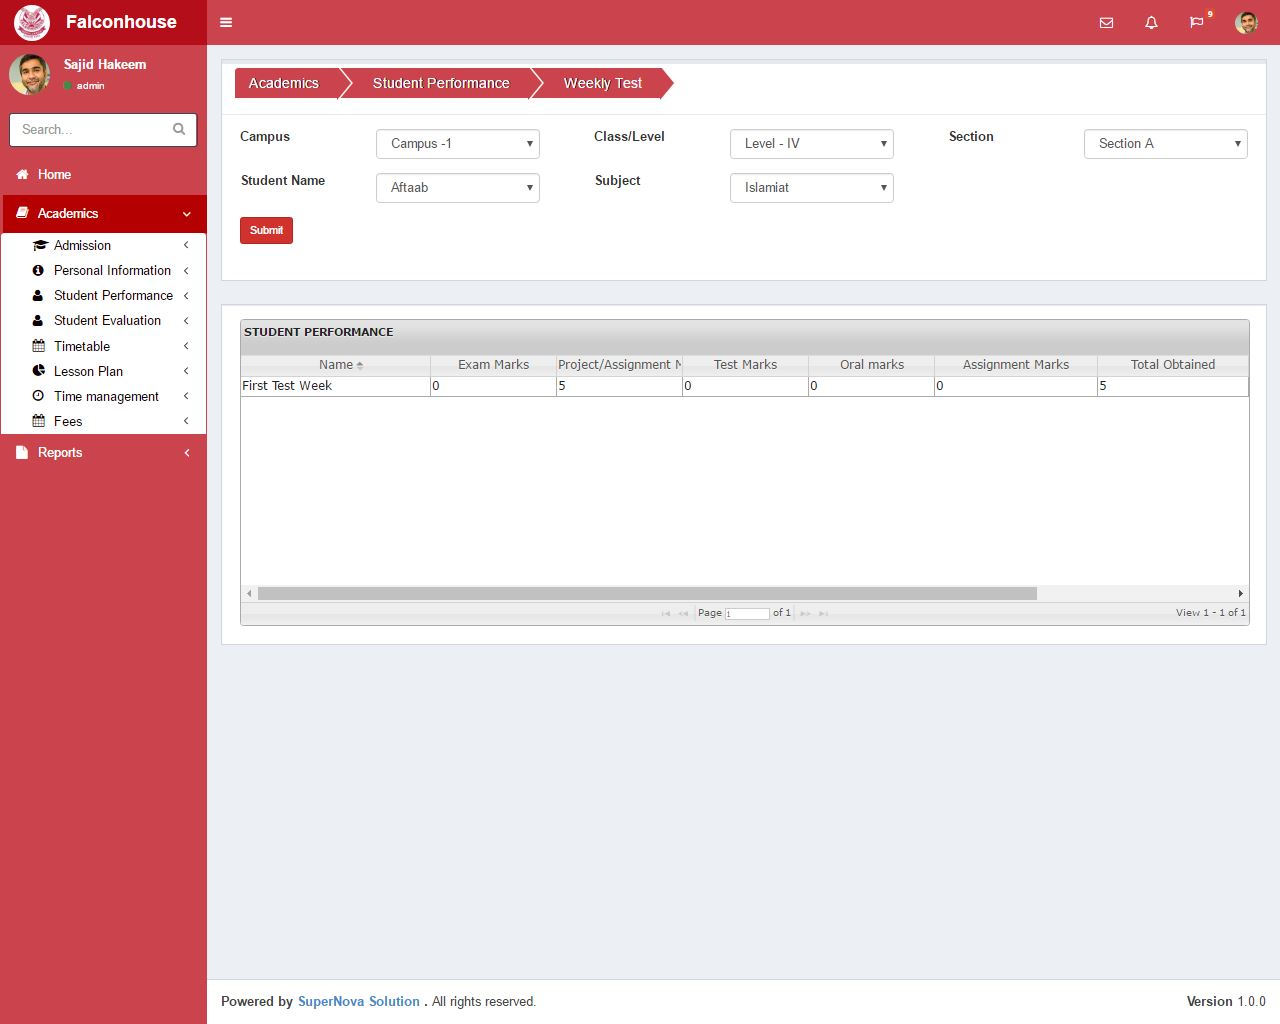 Falconhouse
9
Sajid Hakeem
admin
Search...
Home
Academics
Admission
Personal Information
Student Performance
Student Evaluation
Timetable
Lesson Plan
Time management
Fees
Reports
Academics Student Performance Weekly Test
Campus Campus -1 Class/Level Level - IV Section Section A
Student Name Aftaab Subject Islamiat
Submit
STUDENT PERFORMANCE
Name Exam Marks Project/Assignment M Test Marks Oral marks Assignment Marks Total Obtained
First Test Week 0 5 0 0 0 5
Page 1 of 1 View 1 - 1 of 1
Powered by SuperNova Solution . All rights reserved. Version 1.0.0